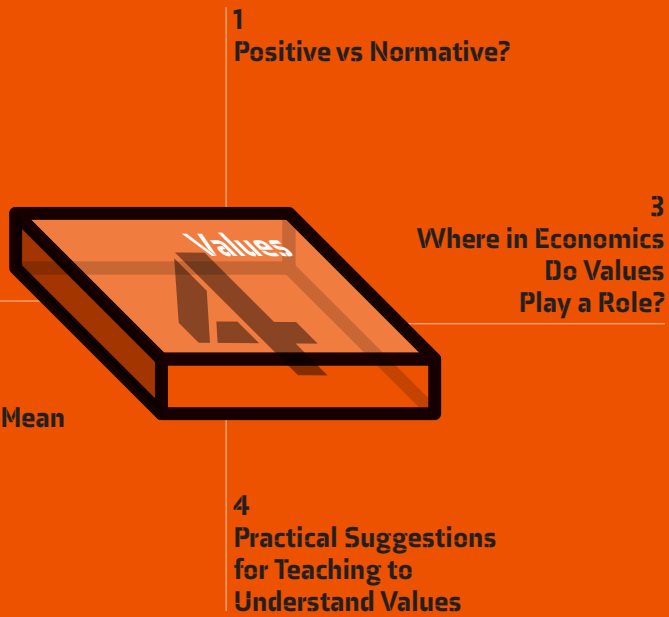 1
Positive vs Normative?
Values
4
3
Where in Economics
Do Values
Play a Role?
Mean
4
Practical Suggestions
for Teaching to
Understand Values